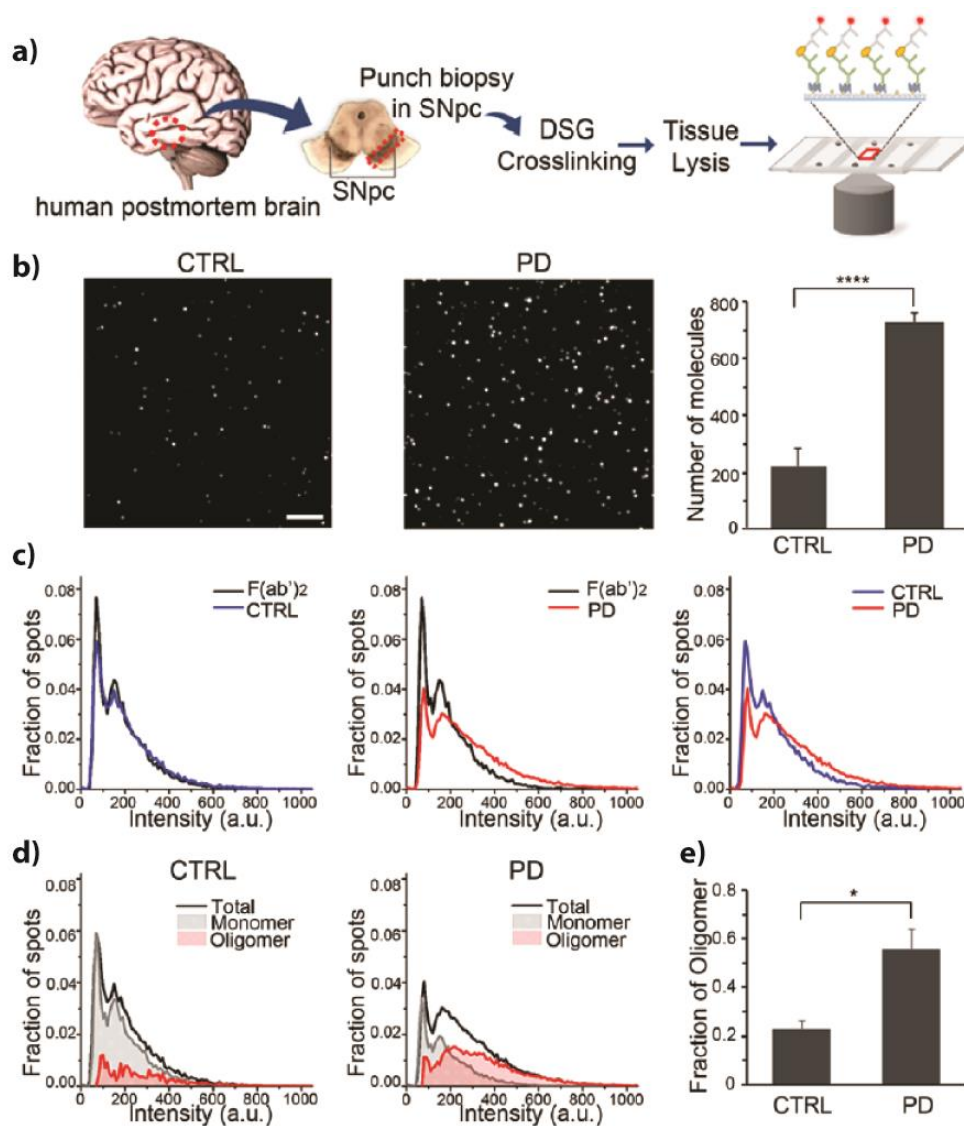 a)
Punch biopsy
in SNpc
DSG
Crosslinking
Tissue
Lysis
SNpc
human postmortem brain
b)
CTRL
PD
Number of molecules
800
600
400
200
0
****
CTRL
PD
c)
Fraction of spots
0.08
0.06
0.04
0.02
0.00
F(ab')2
CTRL
0 200 400 600 800 1000
Intensity (a.u.)
Fraction of spots
0.08
0.06
0.04
0.02
0.00
F(ab')2
PD
0 200 400 600 800 1000
Intensity (a.u.)
Fraction of spots
0.08
0.06
0.04
0.02
0.00
CTRL
PD
0 200 400 600 800 1000
Intensity (a.u.)
d)
CTRL
Fraction of spots
0.08
0.06
0.04
0.02
0.00
Total
Monomer
Oligomer
0 200 400 600 800 1000
Intensity (a.u.)
PD
Fraction of spots
0.08
0.06
0.04
0.02
0.00
Total
Monomer
Oligomer
0 200 400 600 800 1000
Intensity (a.u.)
e)
Fraction of Oligomer
0.8
0.6
0.4
0.2
0
*
CTRL
PD